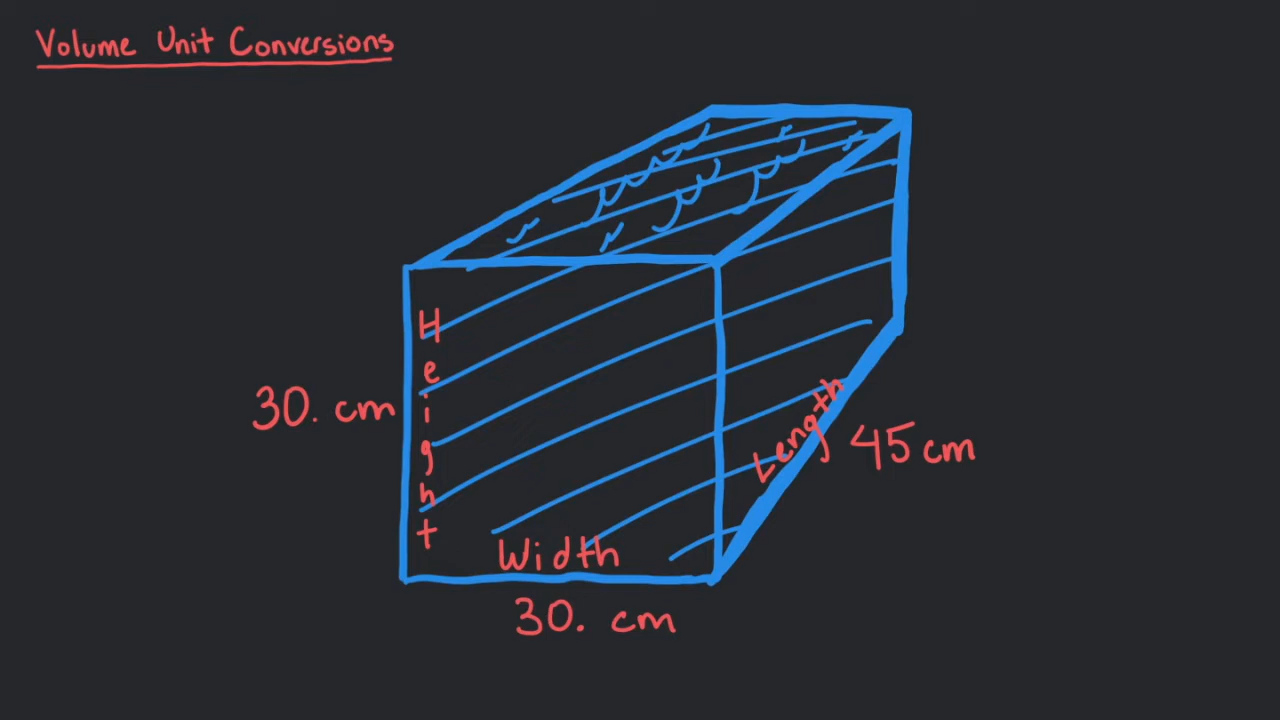 Volume Unit Conversions
Height
30. cm
Length
45 cm
Width
30. cm